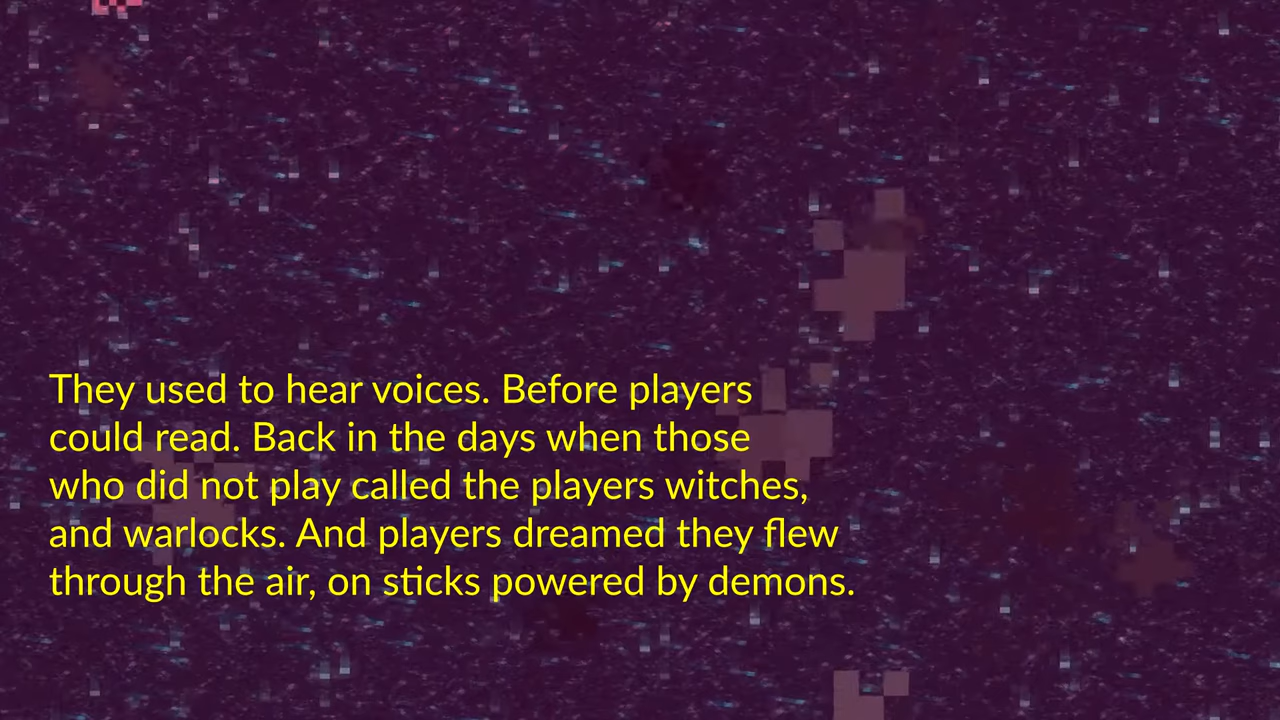 They used to hear voices. Before players
could read. Back in the days when those
who did not play called the players witches,
and warlocks. And players dreamed they flew
through the air, on sticks powered by demons.